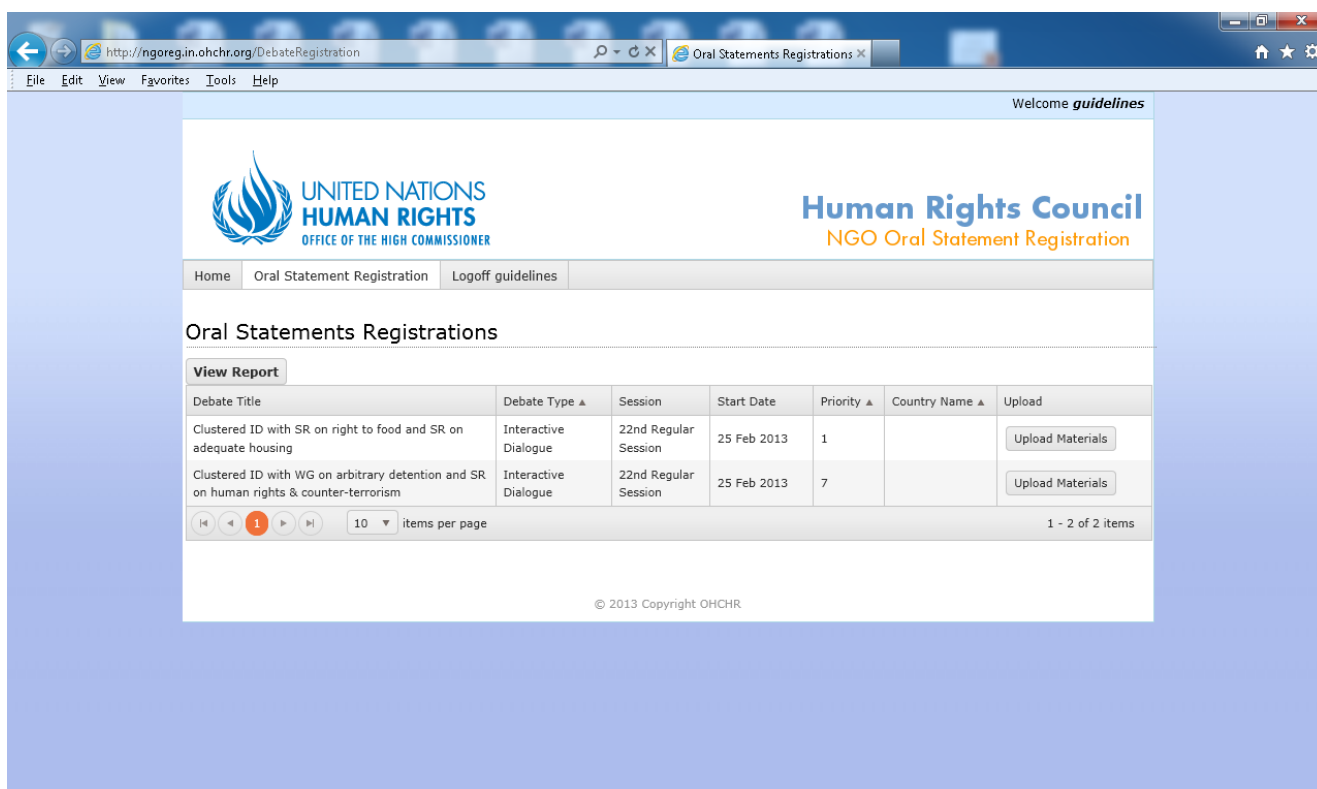 http://ngoreg.in.ohchr.org/DebateRegistration
Oral Statements Registrations
File Edit View Favorites Tools Help
Welcome guidelines
UNITED NATIONS
HUMAN RIGHTS
OFFICE OF THE HIGH COMMISSIONER
Human Rights Council
NGO Oral Statement Registration
Home Oral Statement Registration Logoff guidelines
Oral Statements Registrations
View Report
Debate Title Debate Type Session Start Date Priority Country Name Upload
Clustered ID with SR on right to food and SR on
adequate housing
Interactive
Dialogue
22nd Regular
Session
25 Feb 2013
1
Upload Materials
Clustered ID with WG on arbitrary detention and SR
on human rights & counter-terrorism
Interactive
Dialogue
22nd Regular
Session
25 Feb 2013
7
Upload Materials
1 10 items per page 1 - 2 of 2 items
© 2013 Copyright OHCHR